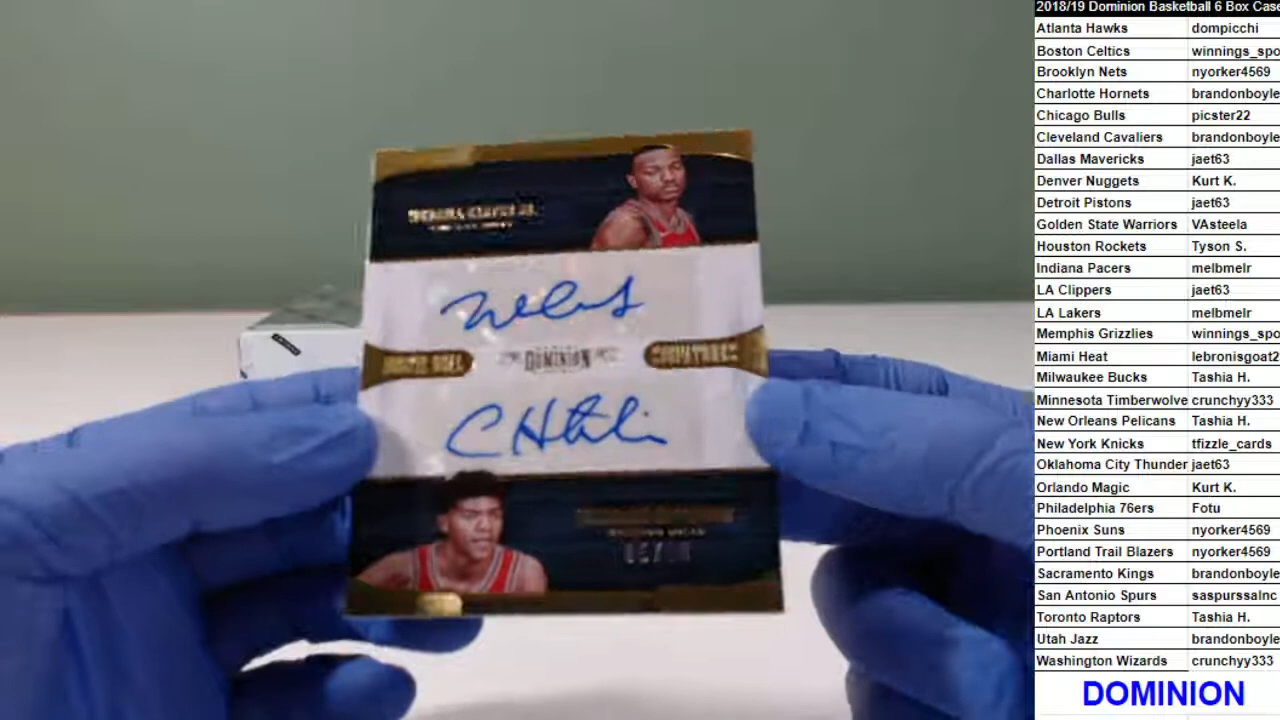 2018/19 Dominion Basketball 6 Box Case
Atlanta Hawks dompicchi
Boston Celtics winnings_spo
Brooklyn Nets nyorker4569
Charlotte Hornets brandonboyle
Chicago Bulls picster22
Cleveland Cavaliers brandonboyle
Dallas Mavericks jaet63
Denver Nuggets Kurt K.
Detroit Pistons jaet63
Golden State Warriors VAsteela
Houston Rockets Tyson S.
Indiana Pacers melbmelr
LA Clippers jaet63
LA Lakers melbmelr
Memphis Grizzlies winnings_spo
Miami Heat lebronisgoat2
Milwaukee Bucks Tashia H.
Minnesota Timberwolve crunchyy333
New Orleans Pelicans Tashia H.
New York Knicks tfizzle_cards
Oklahoma City Thunder jaet63
Orlando Magic Kurt K.
Philadelphia 76ers Fotu
Phoenix Suns nyorker4569
Portland Trail Blazers nyorker4569
Sacramento Kings brandonboyle
San Antonio Spurs saspurssalnc
Toronto Raptors Tashia H.
Utah Jazz brandonboyle
Washington Wizards crunchyy333
DOMINION
DOMINION
SIGNATURES